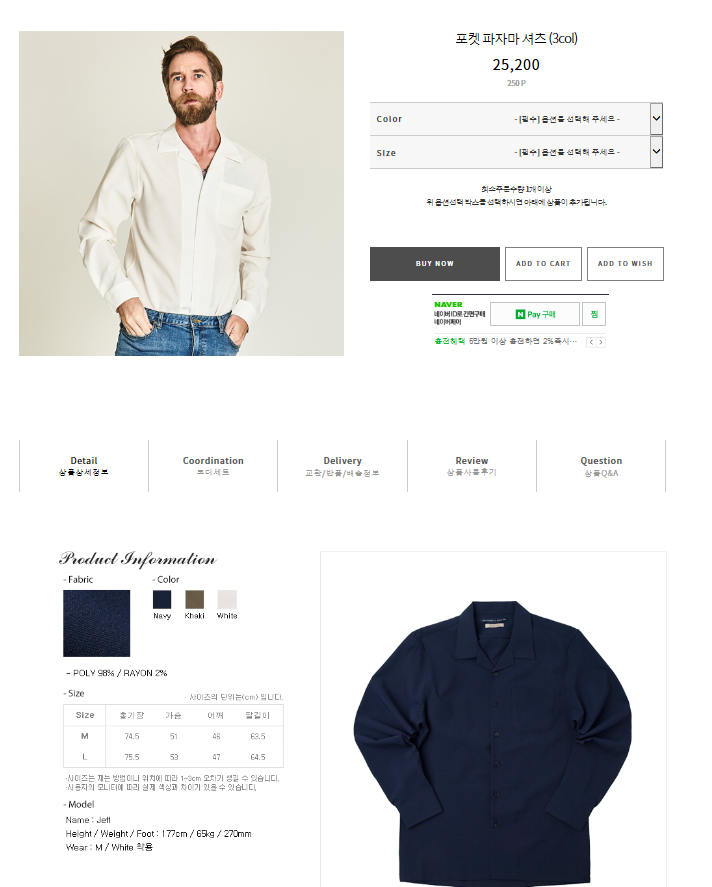 포켓 파자마 셔츠 (3col)
25,200
250 P
Color - [필수] 옵션을 선택해 주세요 -
Size - [필수] 옵션을 선택해 주세요 -
최소주문수량 1개 이상
위 옵션선택 박스를 선택하시면 아래에 상품이 추가됩니다.
BUY NOW ADD TO CART ADD TO WISH
NAVER
네이버ID로 간편구매
네이버페이
N Pay 구매 찜
충전혜택 6만원 이상 충전하면 2%즉시…
Detail Coordination Delivery Review Question
상품상세정보 코디세트 교환/반품/배송정보 상품사용후기 상품Q&A
Product Information
- Fabric - Color
Navy Khaki White
- POLY 98% / RAYON 2%
- Size · 사이즈의 단위는(cm) 입니다.
Size 총기장 가슴 어깨 팔길이
M 74.5 51 46 63.5
L 75.5 53 47 64.5
·사이즈는 재는 방법이나 위치에 따라 1~3cm 오차가 생길 수 있습니다.
·사용자의 모니터에 따라 실제 색상과 차이가 있을 수 있습니다.
- Model
Name : Jeff
Height / Weight / Foot : 177cm / 65kg / 270mm
Wear : M / White 착용